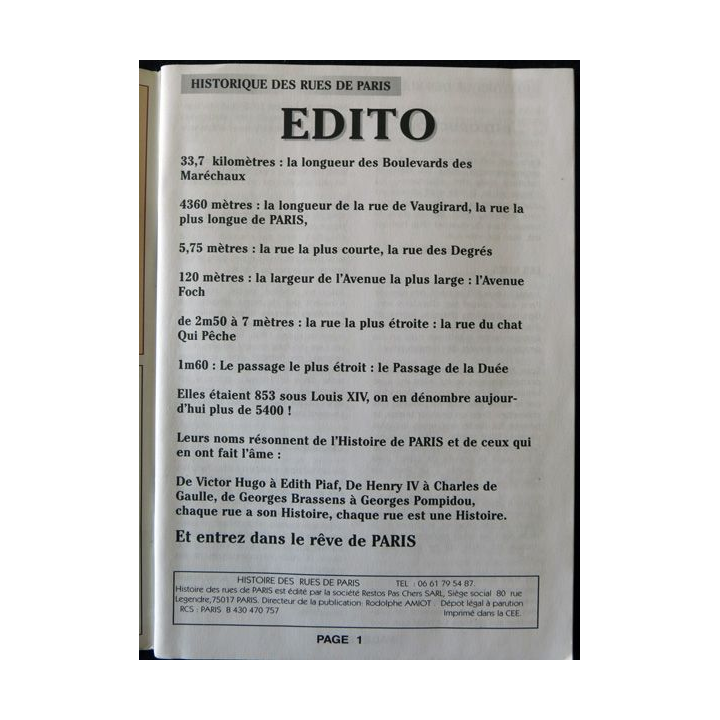 HISTORIQUE DES RUES DE PARIS
EDITO
33,7 kilomètres : la longueur des Boulevards des
Maréchaux
4360 mètres : la longueur de la rue de Vaugirard, la rue la
plus longue de PARIS,
5,75 mètres : la rue la plus courte, la rue des Degrés
120 mètres : la largeur de l'Avenue la plus large : l'Avenue
Foch
de 2m50 à 7 mètres : la rue la plus étroite : la rue du chat
Qui Pêche
1m60 : Le passage le plus étroit : le Passage de la Duée
Elles étaient 853 sous Louis XIV, on en dénombre aujour-
d'hui plus de 5400 !
Leurs noms résonnent de l'Histoire de PARIS et de ceux qui
en ont fait l'âme :
De Victor Hugo à Edith Piaf, De Henry IV à Charles de
Gaulle, de Georges Brassens à Georges Pompidou,
chaque rue a son Histoire, chaque rue est une Histoire.
Et entrez dans le rêve de PARIS
HISTOIRE DES RUES DE PARIS TEL : 06 61 79 54 87.
Histoire des rues de PARIS est édité par la société Restos Pas Chers SARL, Siège social 80 rue
Legendre,75017 PARIS. Directeur de la publication: Rodolphe AMIOT . Dépot légal à parution
RCS : PARIS B 430 470 757 Imprimé dans la CEE.
PAGE 1